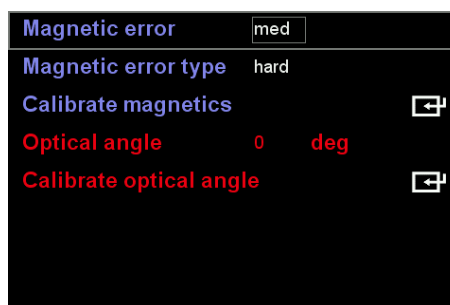 Magnetic error med
Magnetic error type hard
Calibrate magnetics
Optical angle 0 deg
Calibrate optical angle